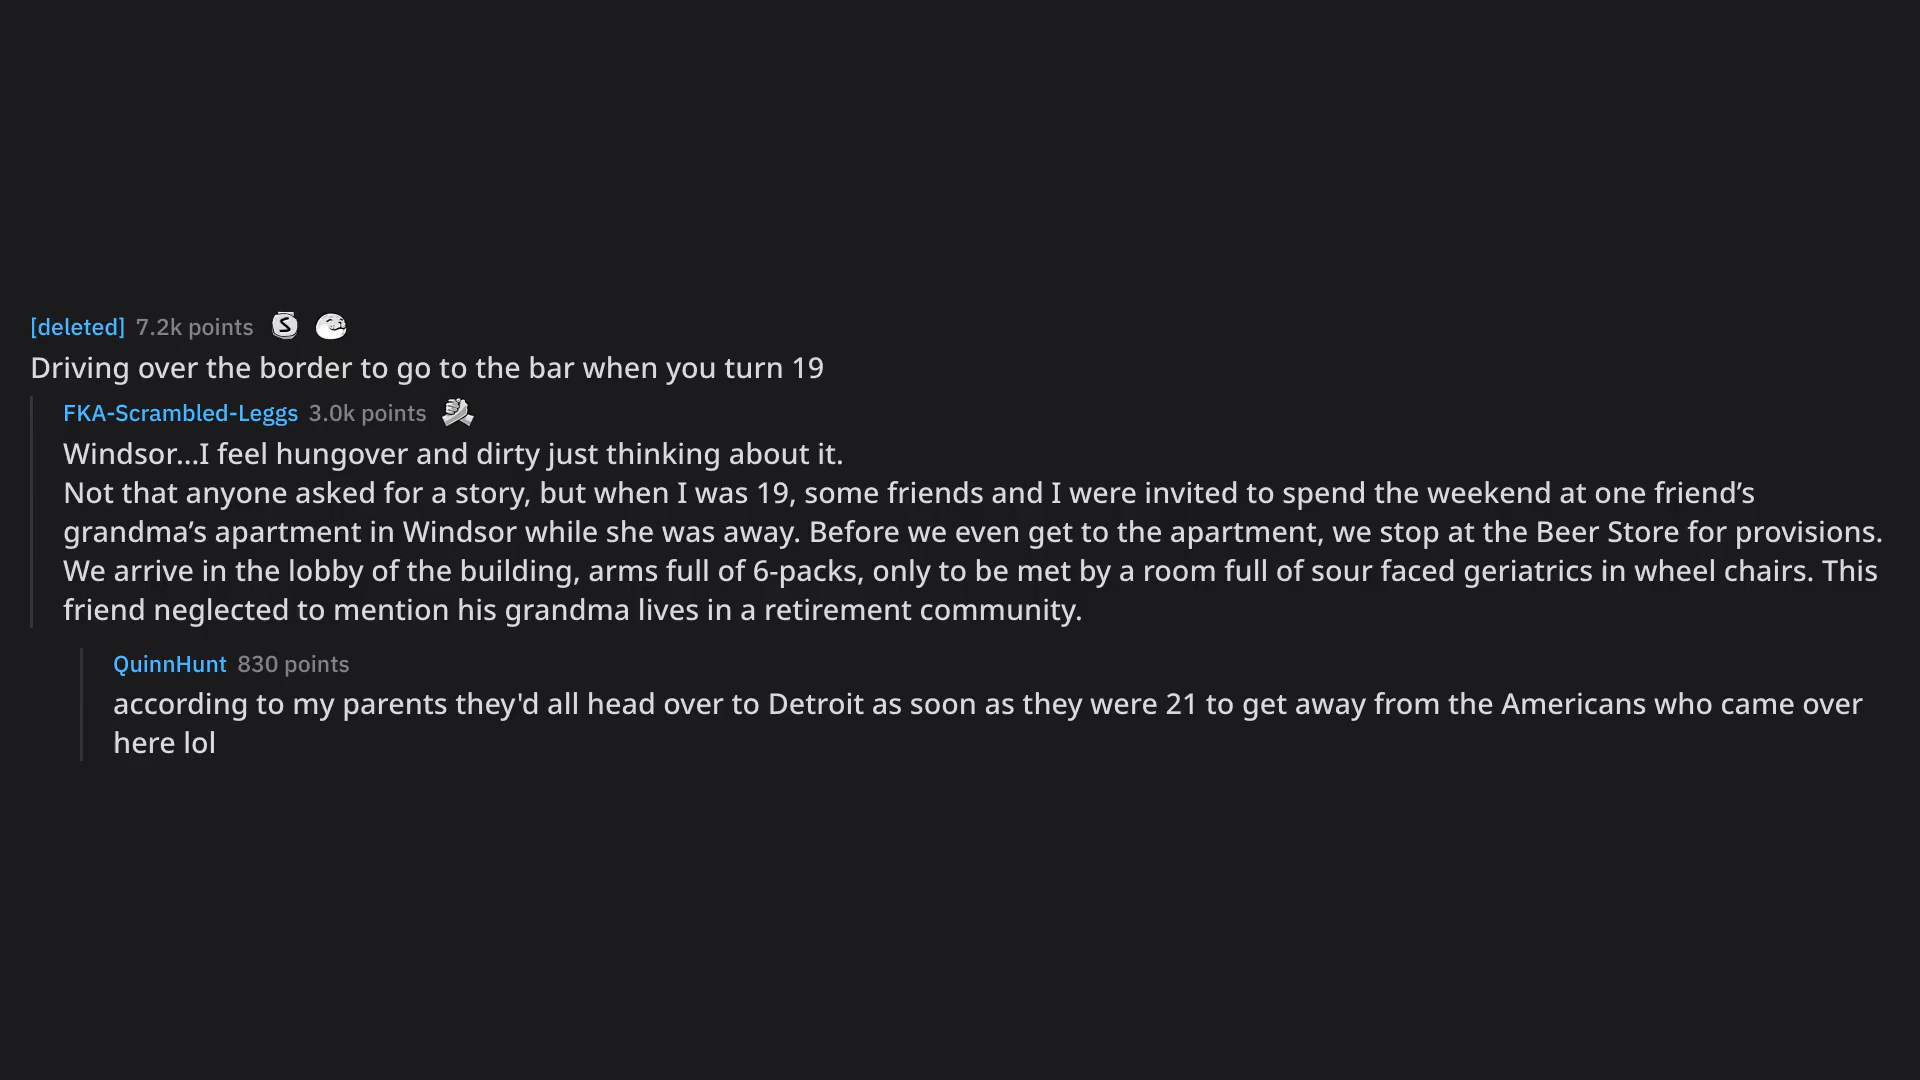 [deleted] 7.2k points
Driving over the border to go to the bar when you turn 19
FKA-Scrambled-Leggs 3.0k points
Windsor...I feel hungover and dirty just thinking about it.
Not that anyone asked for a story, but when I was 19, some friends and I were invited to spend the weekend at one friend’s
grandma’s apartment in Windsor while she was away. Before we even get to the apartment, we stop at the Beer Store for provisions.
We arrive in the lobby of the building, arms full of 6-packs, only to be met by a room full of sour faced geriatrics in wheel chairs. This
friend neglected to mention his grandma lives in a retirement community.
QuinnHunt 830 points
according to my parents they'd all head over to Detroit as soon as they were 21 to get away from the Americans who came over
here lol